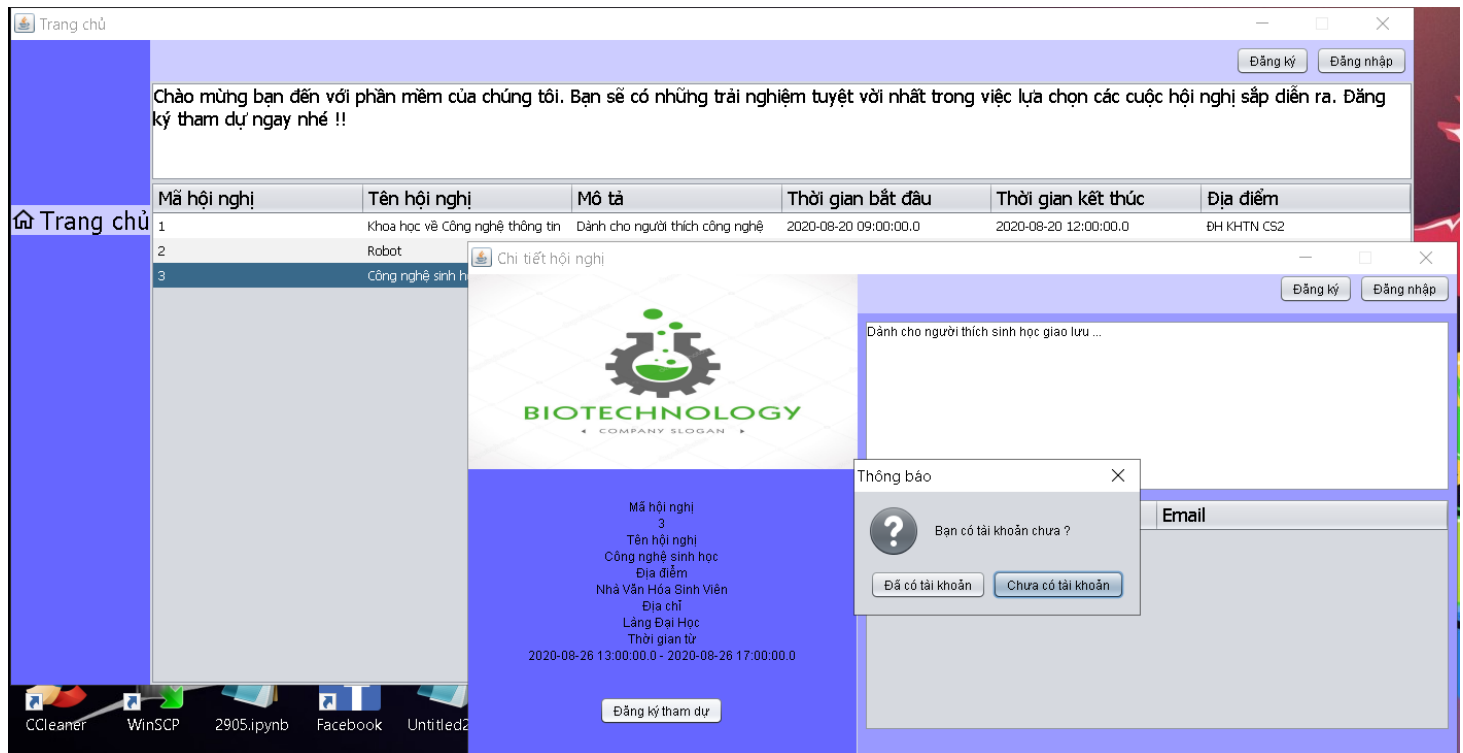 Trang chủ
Đăng ký Đăng nhập
Chào mừng bạn đến với phần mềm của chúng tôi. Bạn sẽ có những trải nghiệm tuyệt vời nhất trong việc lựa chọn các cuộc hội nghị sắp diễn ra. Đăng
ký tham dự ngay nhé !!
Trang chủ
Mã hội nghị Tên hội nghị Mô tả Thời gian bắt đầu Thời gian kết thúc Địa điểm
1 Khoa học về Công nghệ thông tin Dành cho người thích công nghệ 2020-08-20 09:00:00.0 2020-08-20 12:00:00.0 ĐH KHTN CS2
2 Robot
3 Công nghệ sinh
Chi tiết hội nghị
Đăng ký Đăng nhập
BIOTECHNOLOGY
COMPANY SLOGAN
Dành cho người thích sinh học giao lưu ...
Mã hội nghị
3
Tên hội nghị
Công nghệ sinh học
Địa điểm
Nhà Văn Hóa Sinh Viên
Địa chỉ
Làng Đại Học
Thời gian từ
2020-08-26 13:00:00.0 - 2020-08-26 17:00:00.0
Đăng ký tham dự
Email
Thông báo
Bạn có tài khoản chưa ?
Đã có tài khoản Chưa có tài khoản
CCleaner WinSCP 2905.ipynb Facebook Untitled2